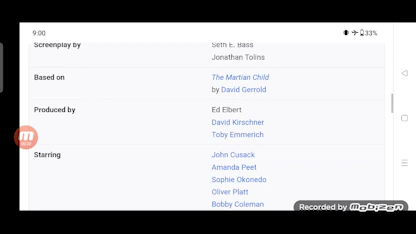 9:00 33%
Screenplay by Seth E. Bass
Jonathan Tolins
Based on The Martian Child
by David Gerrold
Produced by Ed Elbert
David Kirschner
Toby Emmerich
Starring John Cusack
Amanda Peet
Sophie Okonedo
Oliver Platt
Bobby Coleman
Recorded by Mobizen